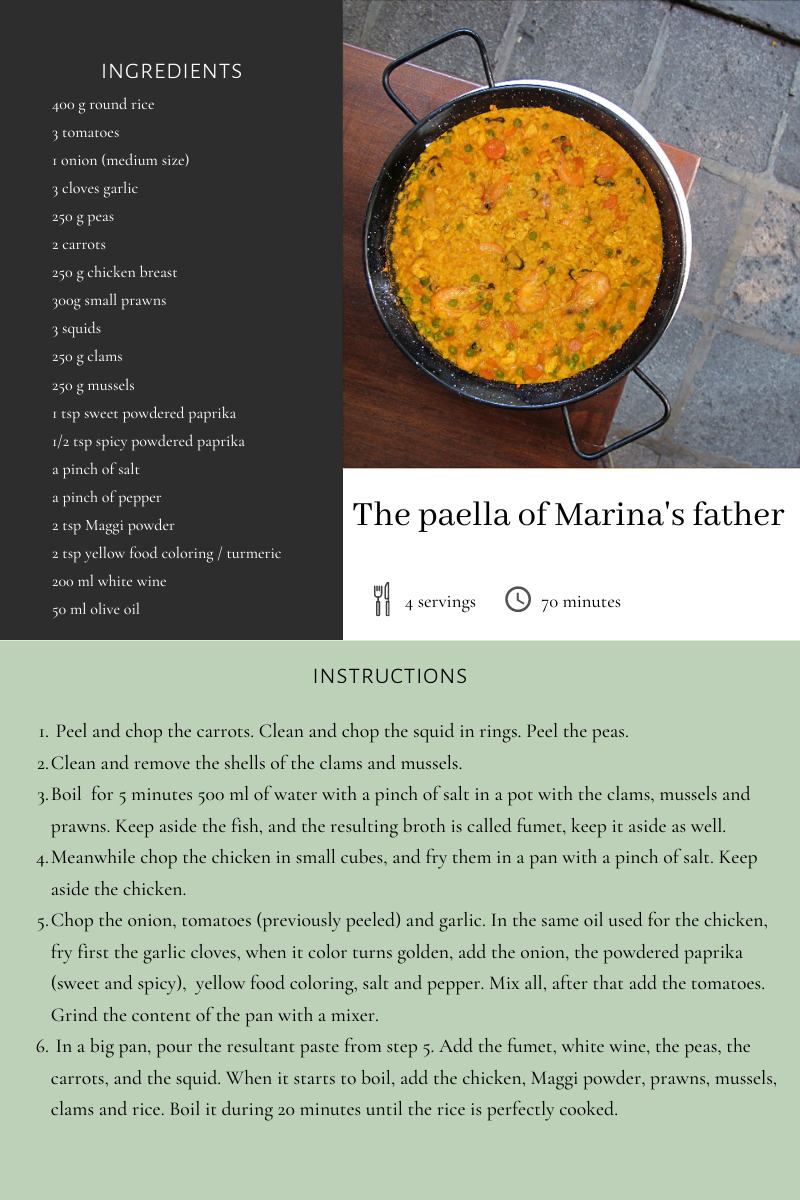 INGREDIENTS
400 g round rice
3 tomatoes
1 onion (medium size)
3 cloves garlic
250 g peas
2 carrots
250 g chicken breast
300g small prawns
3 squids
250 g clams
250 g mussels
1 tsp sweet powdered paprika
1/2 tsp spicy powdered paprika
a pinch of salt
a pinch of pepper
2 tsp Maggi powder
2 tsp yellow food coloring / turmeric
200 ml white wine
50 ml olive oil
The paella of Marina's father
4 servings
70 minutes
INSTRUCTIONS
1. Peel and chop the carrots. Clean and chop the squid in rings. Peel the peas.
2. Clean and remove the shells of the clams and mussels.
3. Boil for 5 minutes 500 ml of water with a pinch of salt in a pot with the clams, mussels and
prawns. Keep aside the fish, and the resulting broth is called fumet, keep it aside as well.
4. Meanwhile chop the chicken in small cubes, and fry them in a pan with a pinch of salt. Keep
aside the chicken.
5. Chop the onion, tomatoes (previously peeled) and garlic. In the same oil used for the chicken,
fry first the garlic cloves, when it color turns golden, add the onion, the powdered paprika
(sweet and spicy), yellow food coloring, salt and pepper. Mix all, after that add the tomatoes.
Grind the content of the pan with a mixer.
6. In a big pan, pour the resultant paste from step 5. Add the fumet, white wine, the peas, the
carrots, and the squid. When it starts to boil, add the chicken, Maggi powder, prawns, mussels,
clams and rice. Boil it during 20 minutes until the rice is perfectly cooked.